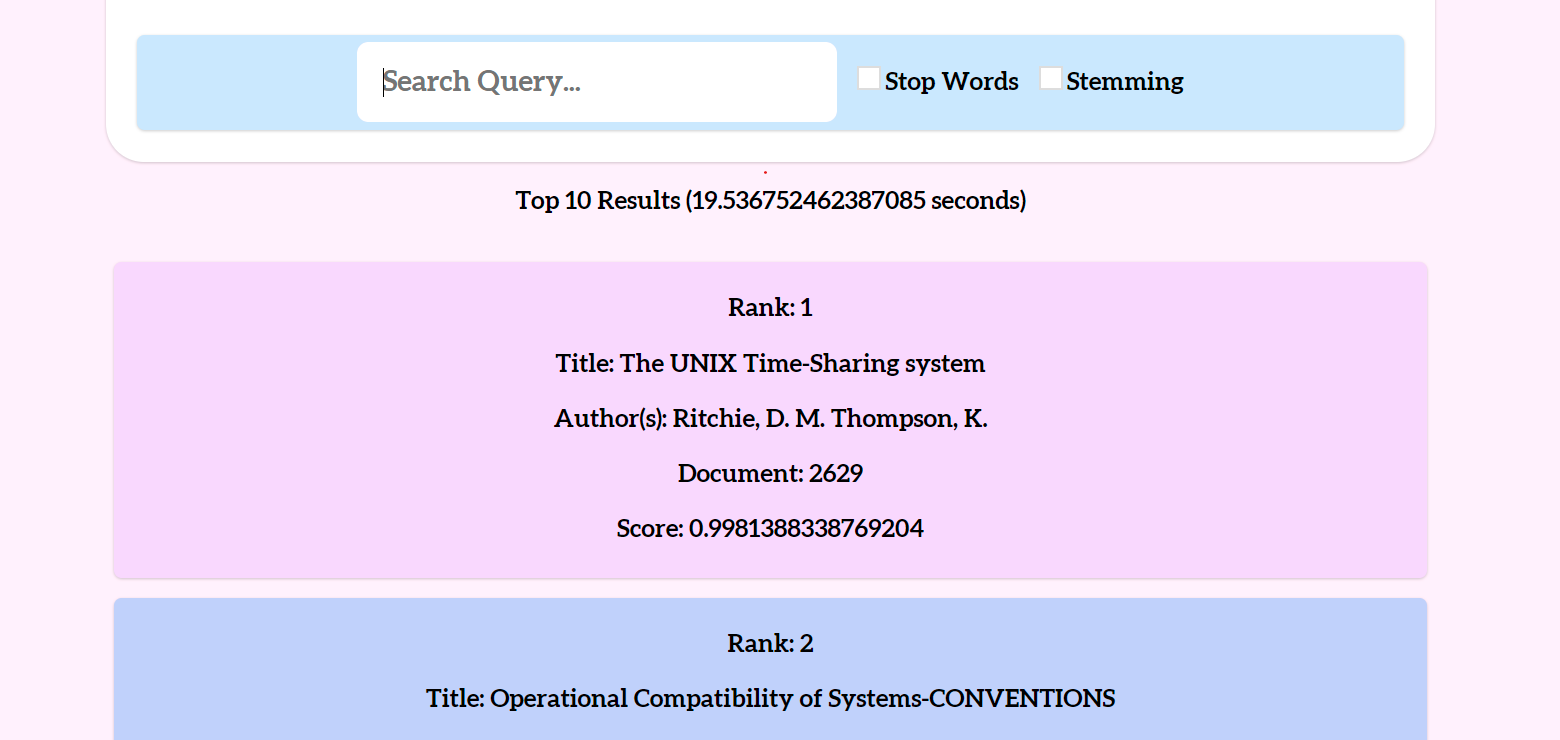 Search Query...
Stop Words
Stemming
Top 10 Results (19.536752462387085 seconds)
Rank: 1
Title: The UNIX Time-Sharing system
Author(s): Ritchie, D. M. Thompson, K.
Document: 2629
Score: 0.9981388338769204
Rank: 2
Title: Operational Compatibility of Systems-CONVENTIONS